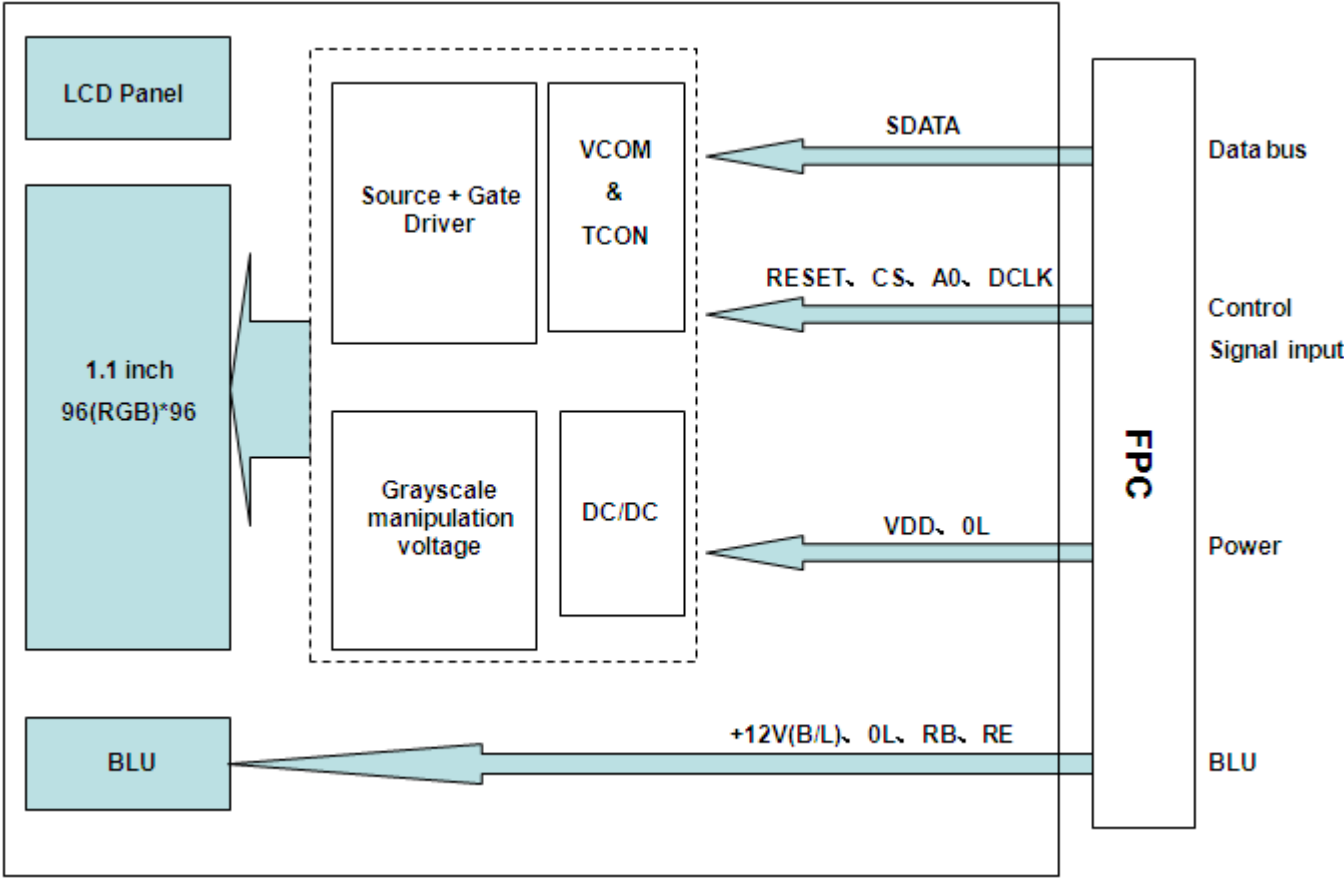 LCD Panel
1.1 inch
96(RGB)*96
BLU
Source + Gate
Driver
VCOM
&
TCON
Grayscale
manipulation
voltage
DC/DC
SDATA
RESET、CS、A0、DCLK
VDD、0L
+12V(B/L)、0L、RB、RE
FPC
Data bus
Control
Signal input
Power
BLU